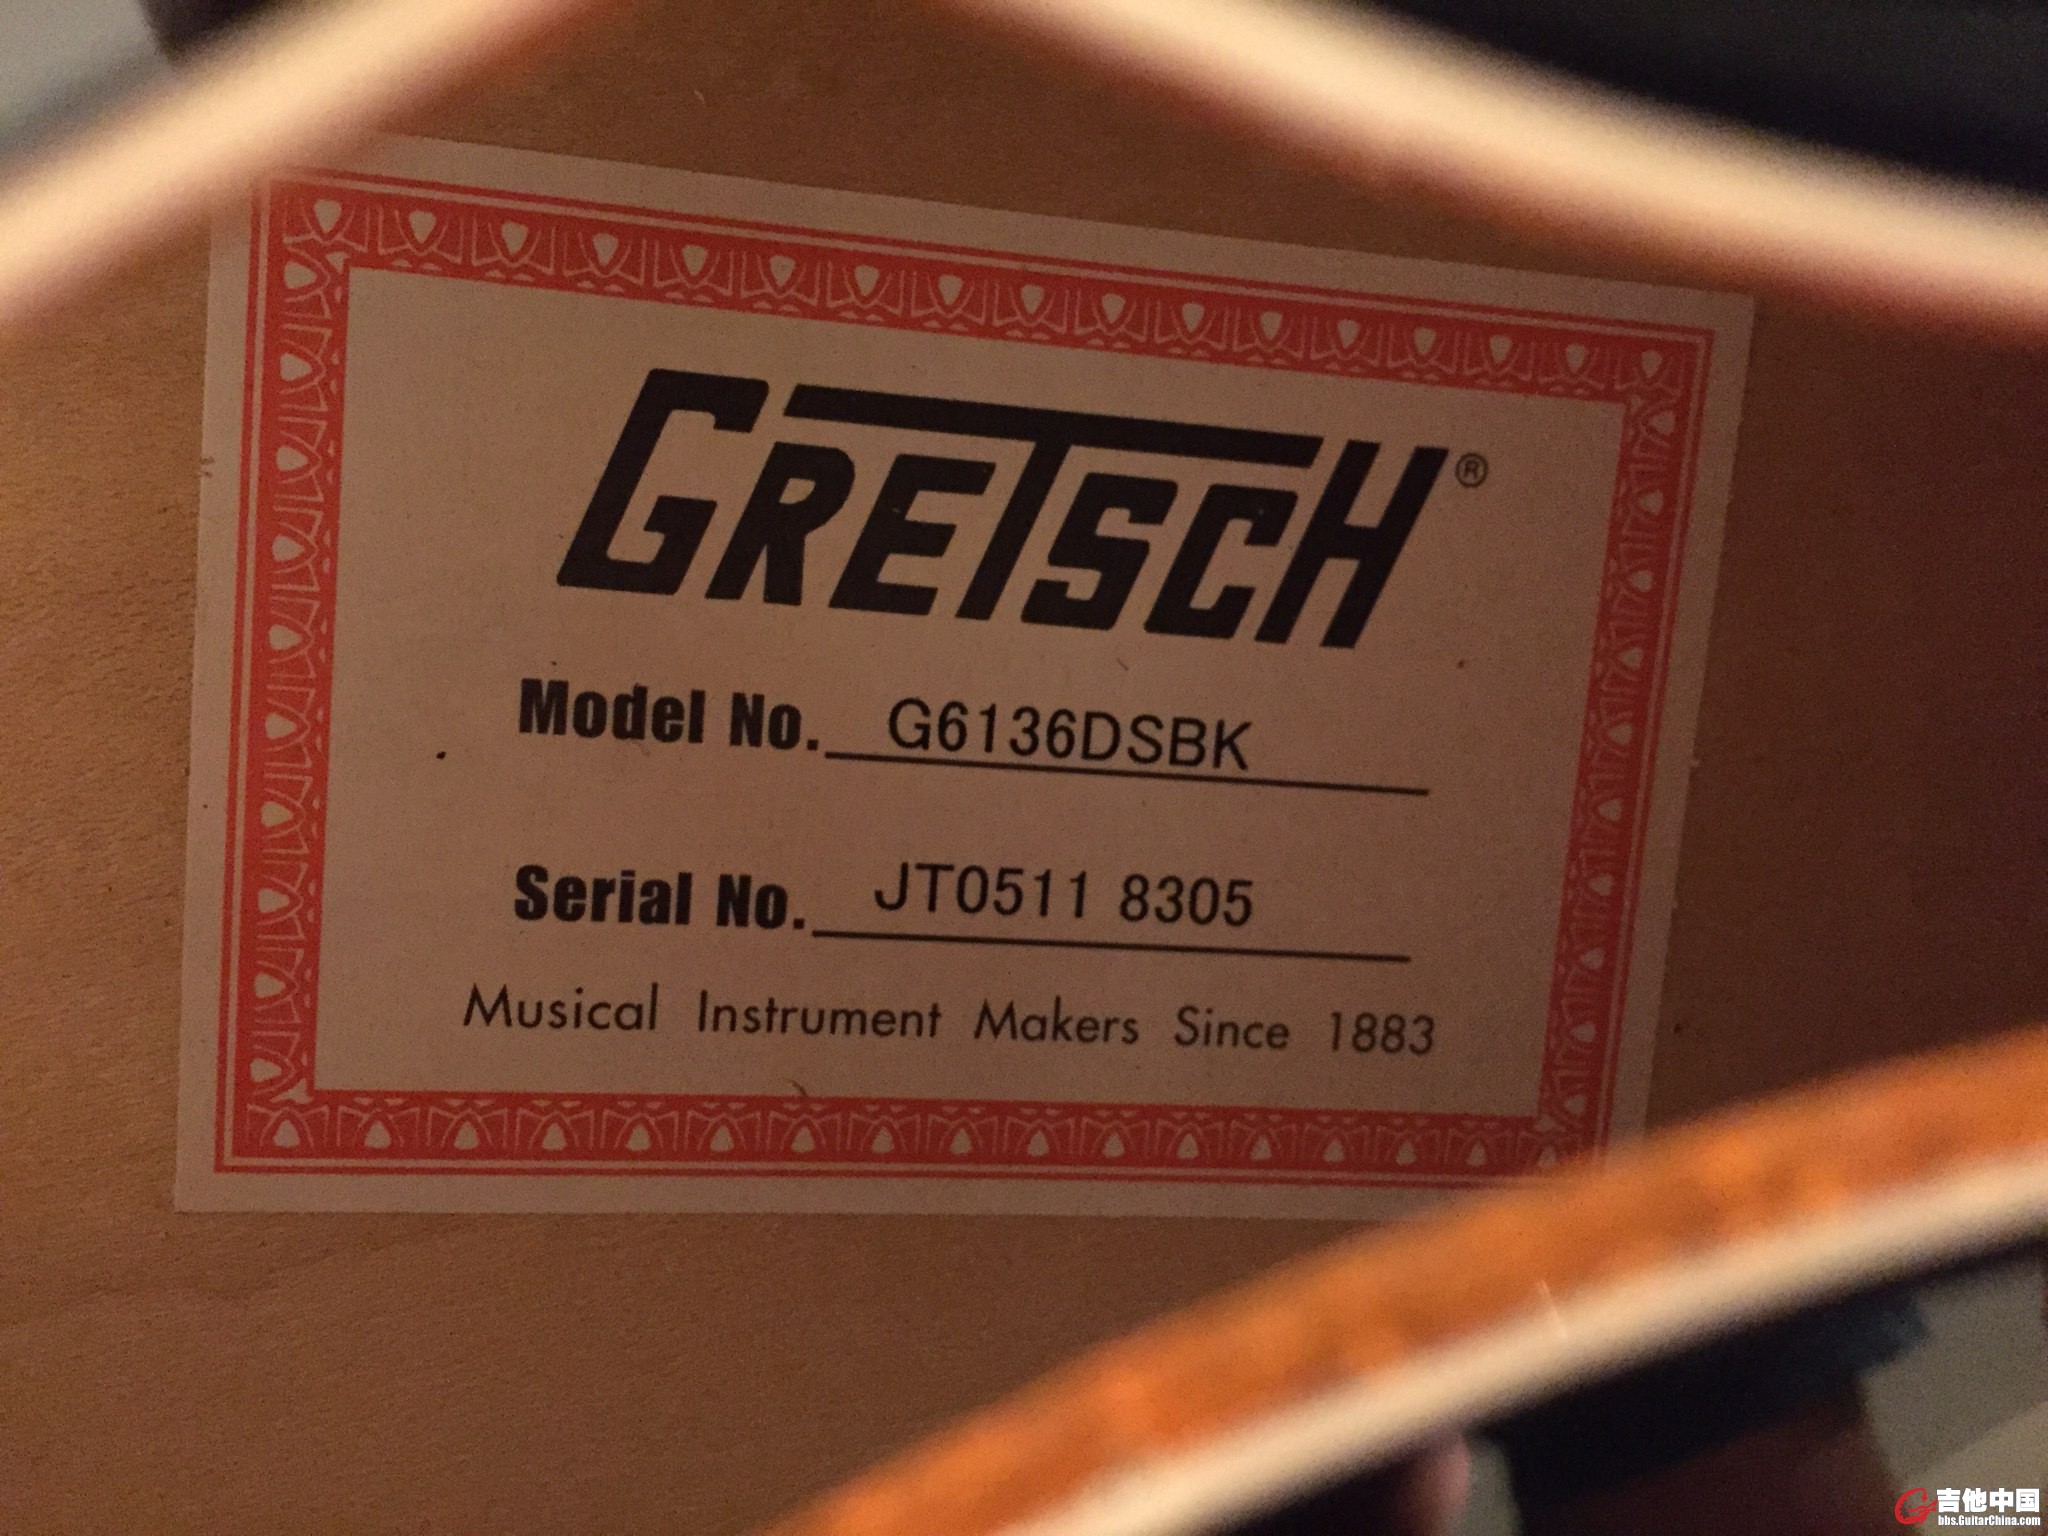 GRETSCH®
Model No. G6136DSBK
Serial No. JT0511 8305
Musical Instrument Makers Since 1883
吉他中国
bbs.GuitarChina.com